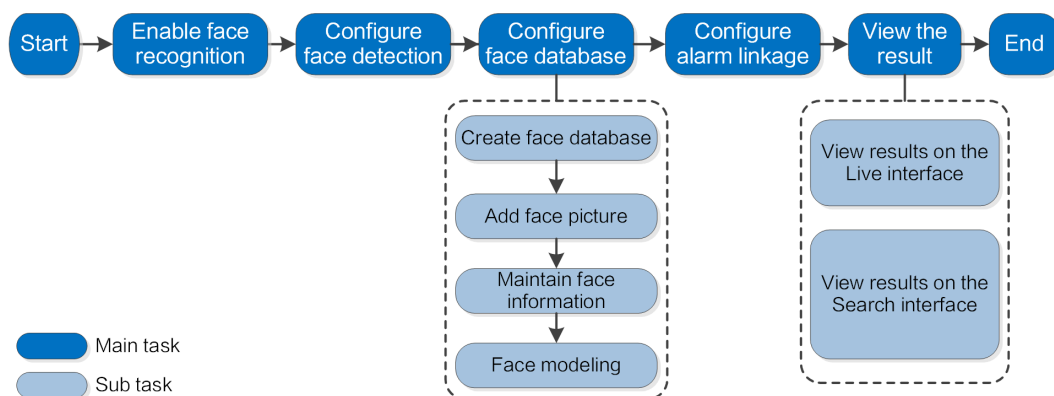 Start
Enable face
recognition
Configure
face detection
Configure
face database
Configure
alarm linkage
View the
result
End
Create face database
Add face picture
Maintain face
information
Face modeling
View results on the
Live interface
View results on the
Search interface
Main task
Sub task